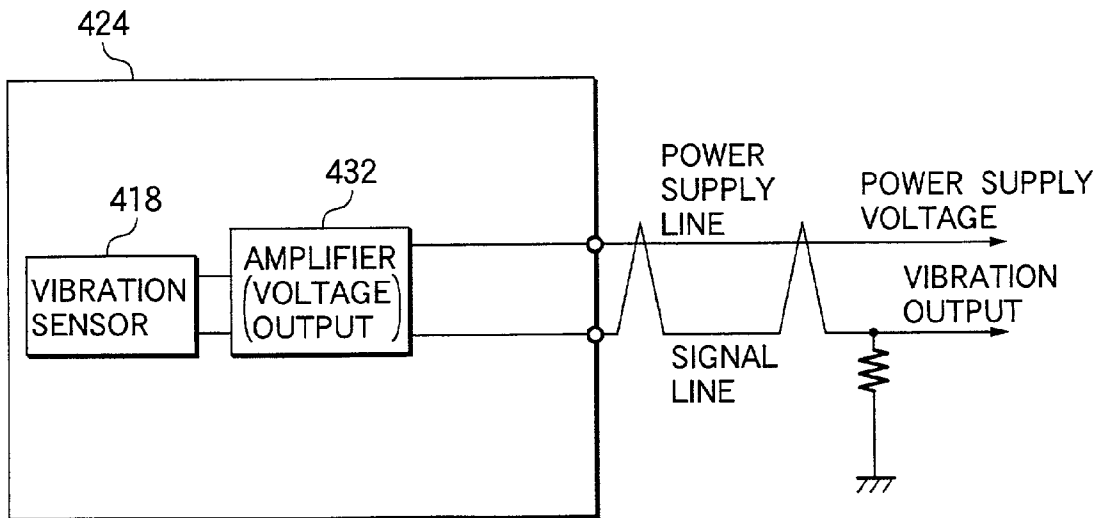 424
418
432
VIBRATION
SENSOR
AMPLIFIER
(VOLTAGE
OUTPUT)
POWER
SUPPLY
LINE
POWER SUPPLY
VOLTAGE
VIBRATION
OUTPUT
SIGNAL
LINE